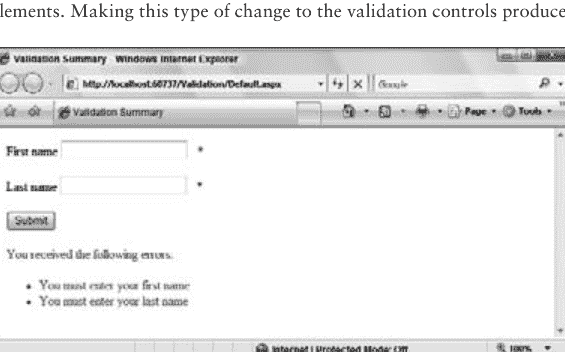 lements. Making this type of change to the validation controls produce
Validation Summary - Windows Internet Explorer
http://localhost:60737/Validation/Default.aspx
Google
Validation Summary
Page
Tools
First name *
Last name *
Submit
You received the following errors:
• You must enter your first name
• You must enter your last name
Internet | Protected Mode: Off
100%